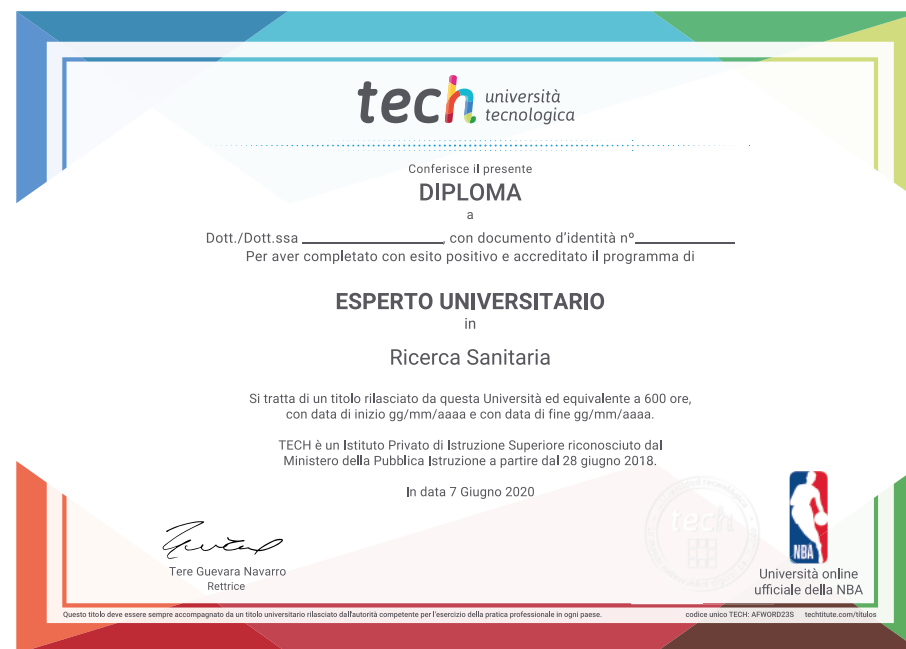 tech università
tecnologica
Conferisce il presente
DIPLOMA
a
Dott./Dott.ssa ________________, con documento d'identità nº____________
Per aver completato con esito positivo e accreditato il programma di
ESPERTO UNIVERSITARIO
in
Ricerca Sanitaria
Si tratta di un titolo rilasciato da questa Università ed equivalente a 600 ore,
con data di inizio gg/mm/aaaa e con data di fine gg/mm/aaaa.
TECH è un Istituto Privato di Istruzione Superiore riconosciuto dal
Ministero della Pubblica Istruzione a partire dal 28 giugno 2018.
In data 7 Giugno 2020
tech
NBA
Tere Guevara Navarro
Rettrice
Università online
ufficiale della NBA
Questo titolo deve essere sempre accompagnato da un titolo universitario rilasciato dall'autorità competente per l'esercizio della pratica professionale in ogni paese.
codice unico TECH: AFWORD23S techtitute.com/titulos